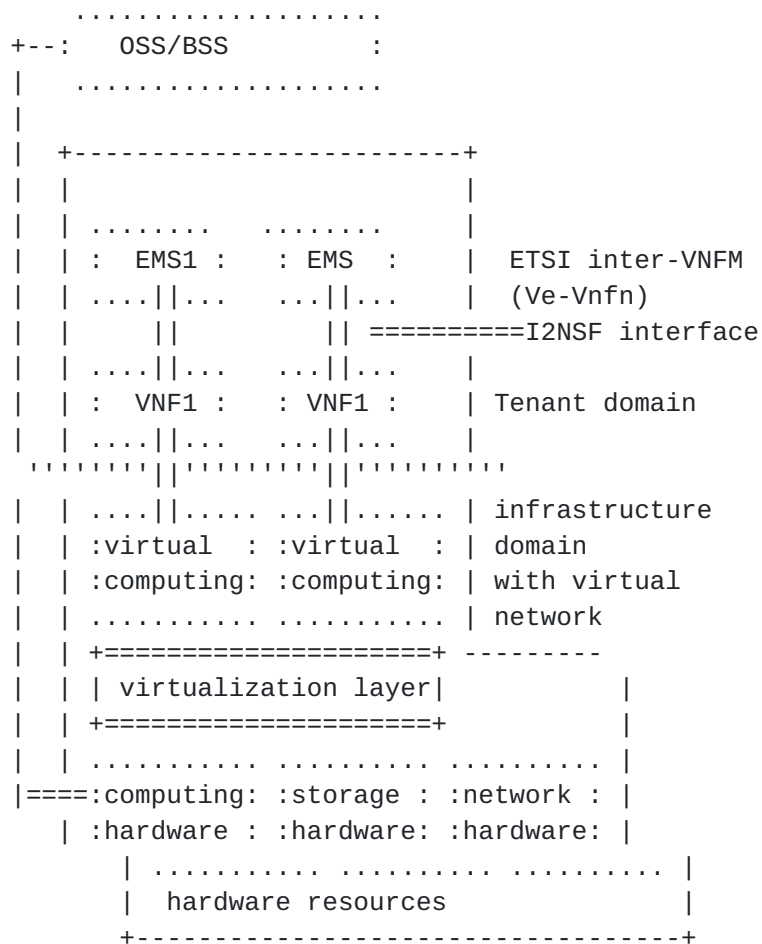 ....................
+--:   OSS/BSS         :
|   ....................
|
|  +-------------------------+
|  |                         |
|  | ........   ........     |
|  | :  EMS1 :   : EMS  :    |  ETSI inter-VNFM
|  | ....||...   ...||...    |  (Ve-Vnfn)
|  |     ||         || ==========I2NSF interface
|  | ....||...   ...||...    |
|  | :  VNF1 :   : VNF1 :    | Tenant domain
|  | ....||...   ...||...    |
''''''''||'''''''''||''''''''''
|  | ....||..... ...||...... | infrastructure
|  | :virtual  : :virtual  : | domain
|  | :computing: :computing: | with virtual
|  | ........... ........... | network
|  | +=====================+ ---------
|  | | virtualization layer|           |
|  | +=====================+           |
|  | ........... .......... .......... |
|====:computing: :storage : :network : |
| :hardware : :hardware: :hardware: |
| ........... .......... .......... |
|  hardware resources               |
+-----------------------------------+